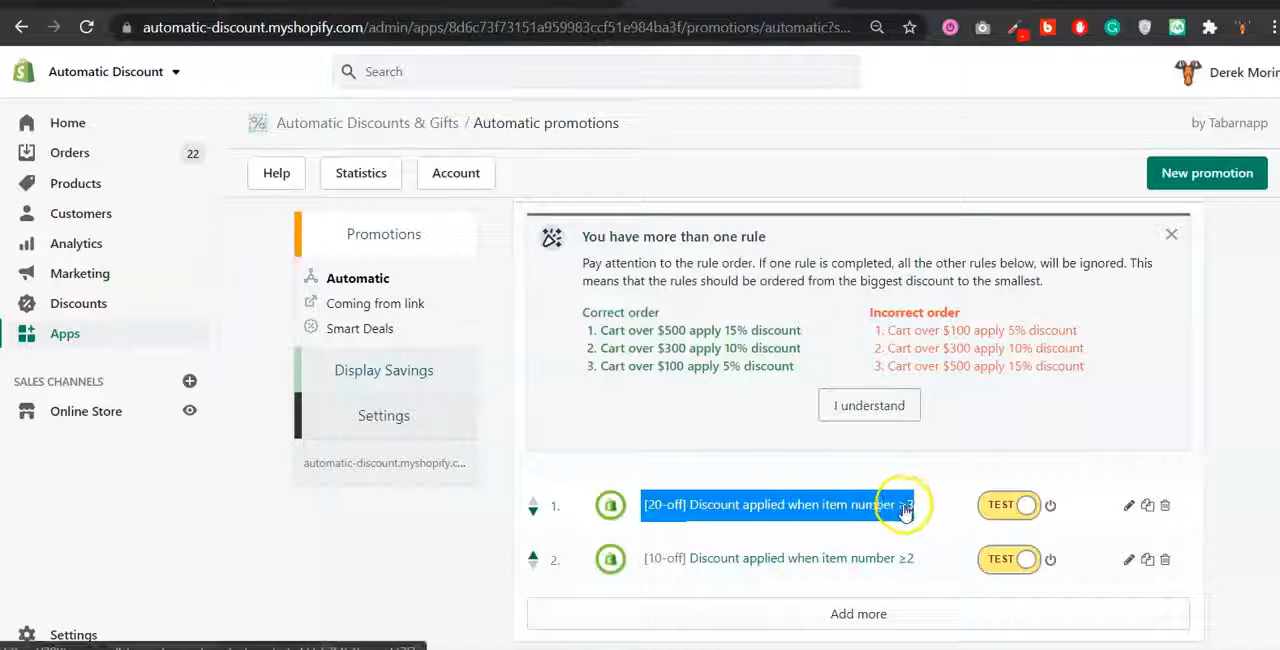 automatic-discount.myshopify.com/admin/apps/8d6c73f73151a959983ccf51e984ba3f/promotions/automatic?s...
Automatic Discount
Search
Derek Morin
Home
Orders 22
Products
Customers
Analytics
Marketing
Discounts
Apps
SALES CHANNELS
Online Store
Settings
Automatic Discounts & Gifts / Automatic promotions
by Tabarnapp
Help
Statistics
Account
New promotion
Promotions
Automatic
Coming from link
Smart Deals
Display Savings
Settings
automatic-discount.myshopify.c...
You have more than one rule
Pay attention to the rule order. If one rule is completed, all the other rules below, will be ignored. This
means that the rules should be ordered from the biggest discount to the smallest.
Correct order
1. Cart over $500 apply 15% discount
2. Cart over $300 apply 10% discount
3. Cart over $100 apply 5% discount
Incorrect order
1. Cart over $100 apply 5% discount
2. Cart over $300 apply 10% discount
3. Cart over $500 apply 15% discount
I understand
1. [20-off] Discount applied when item number ≥3 TEST
2. [10-off] Discount applied when item number ≥2 TEST
Add more